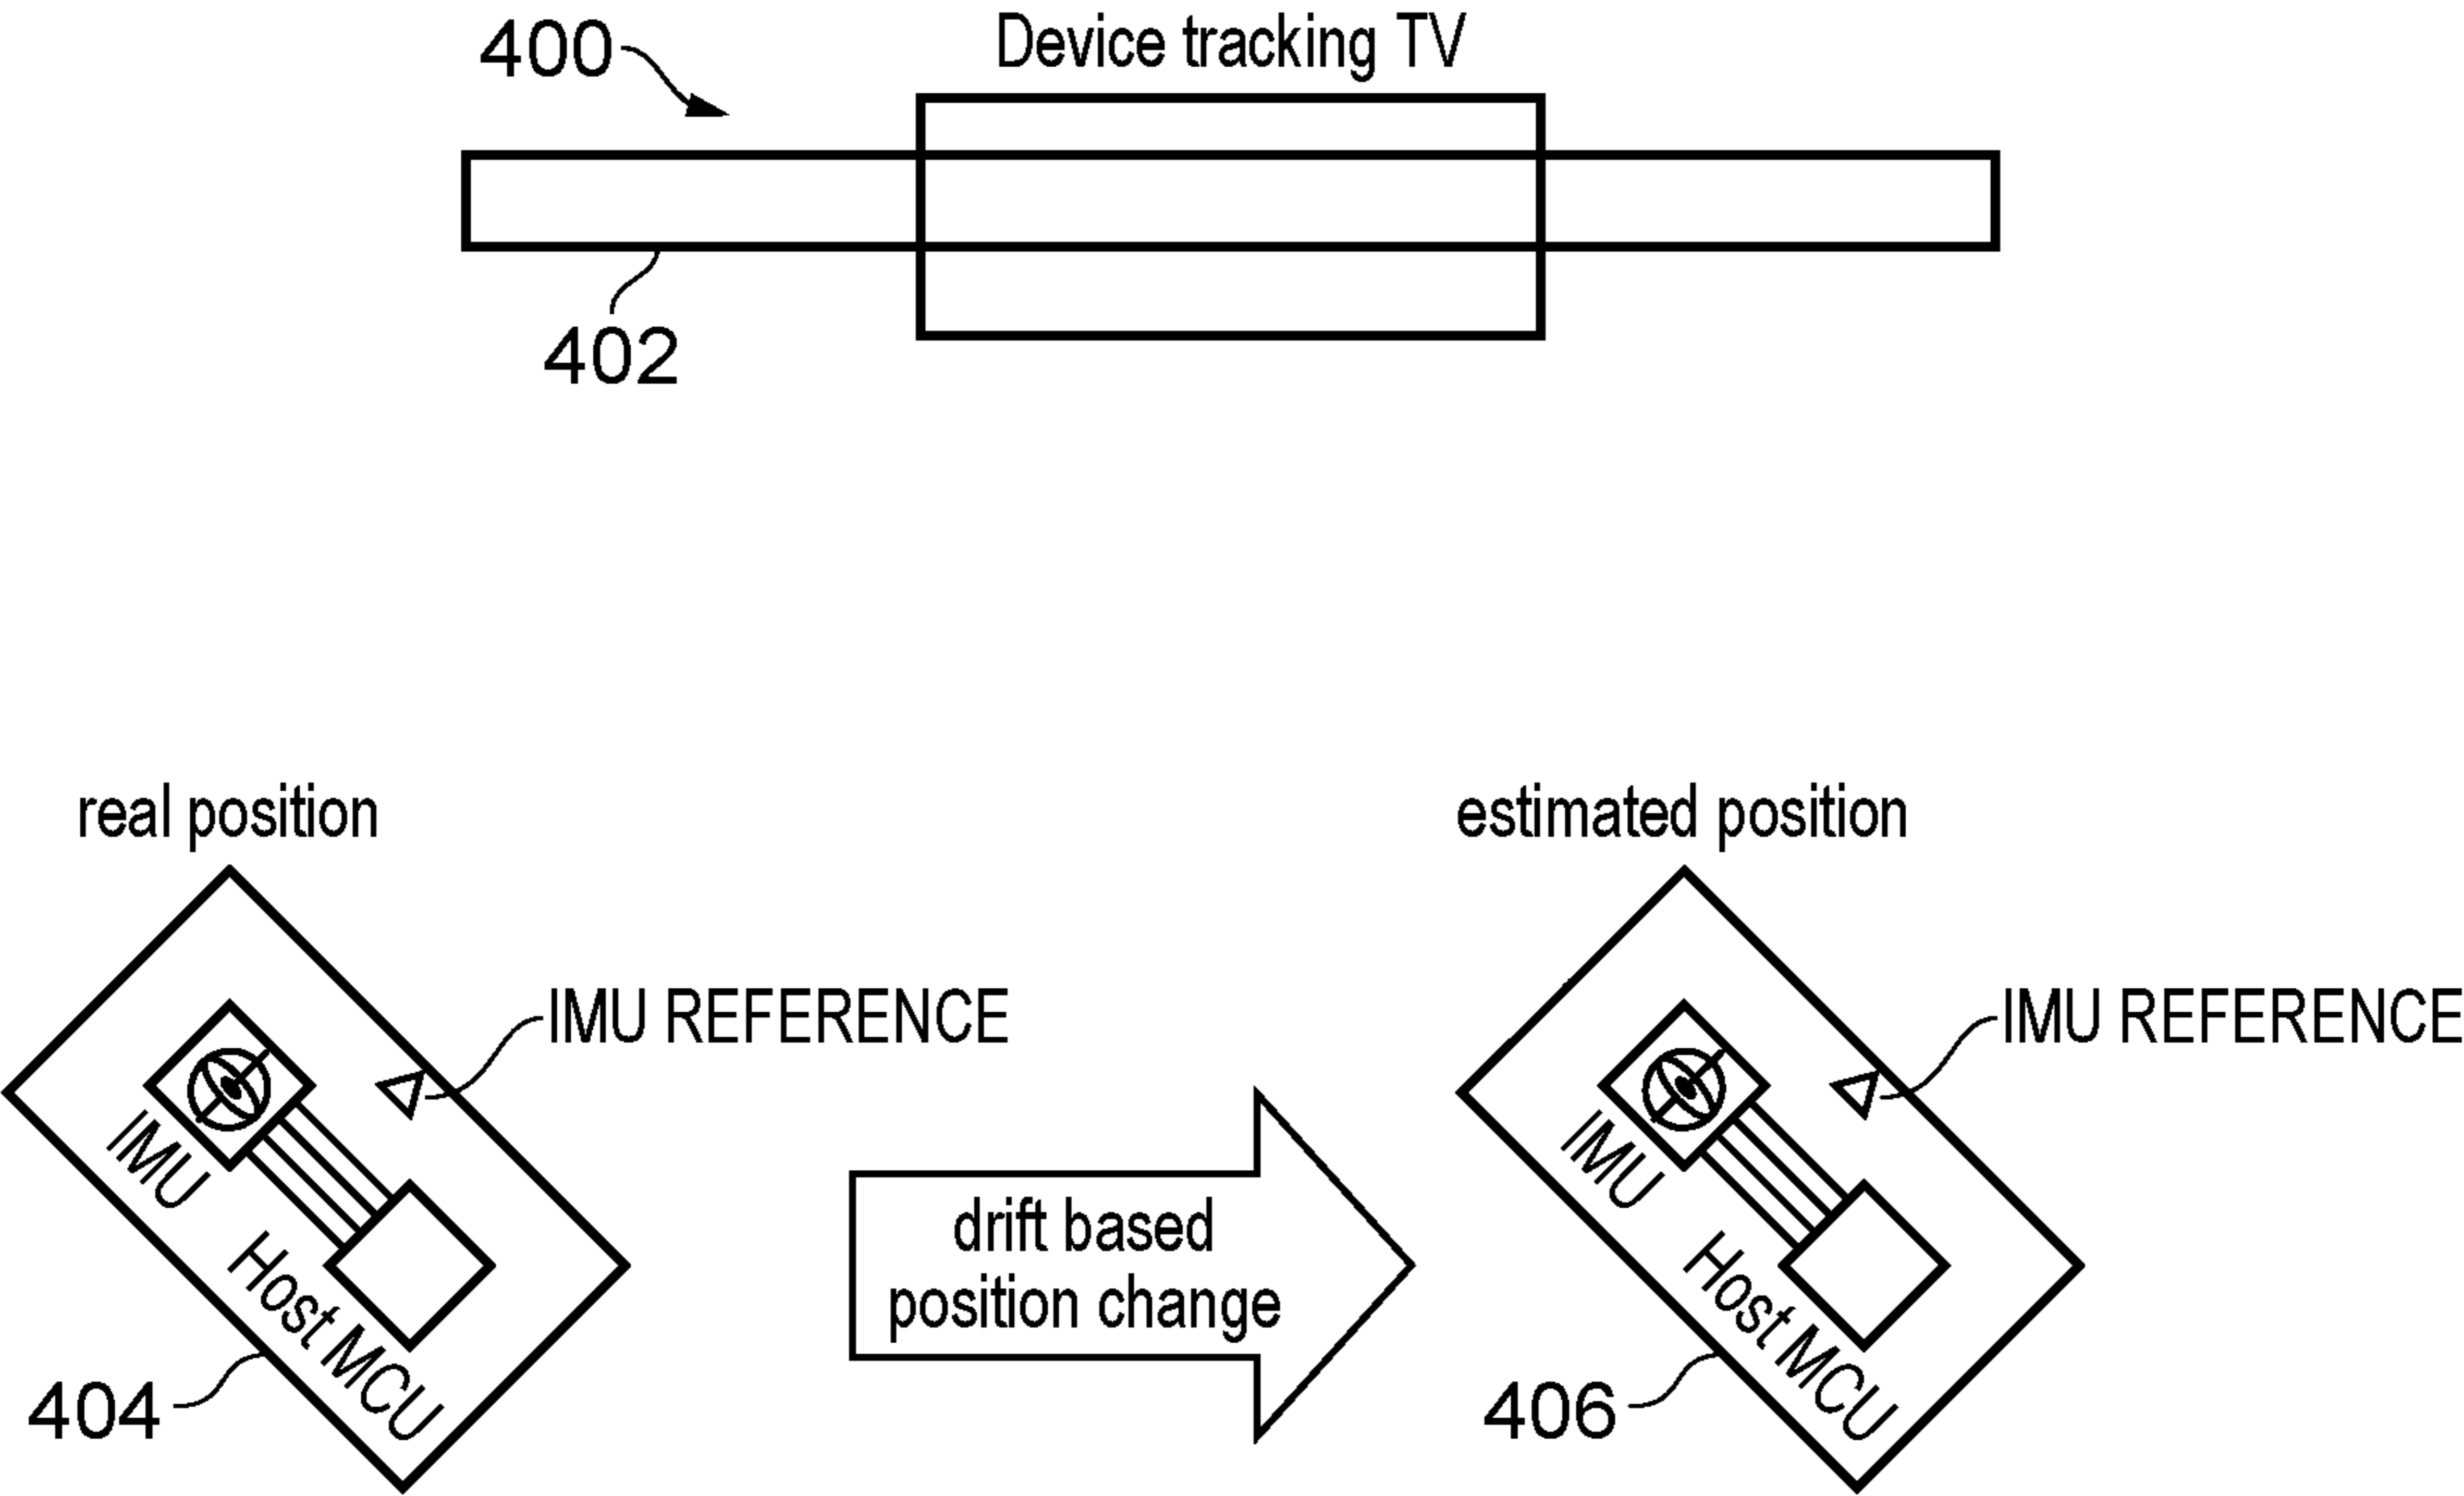 400
Device tracking TV
402
real position
estimated position
IMU REFERENCE
IMU REFERENCE
IMU
Host MCU
IMU
Host MCU
drift based
position change
404
406